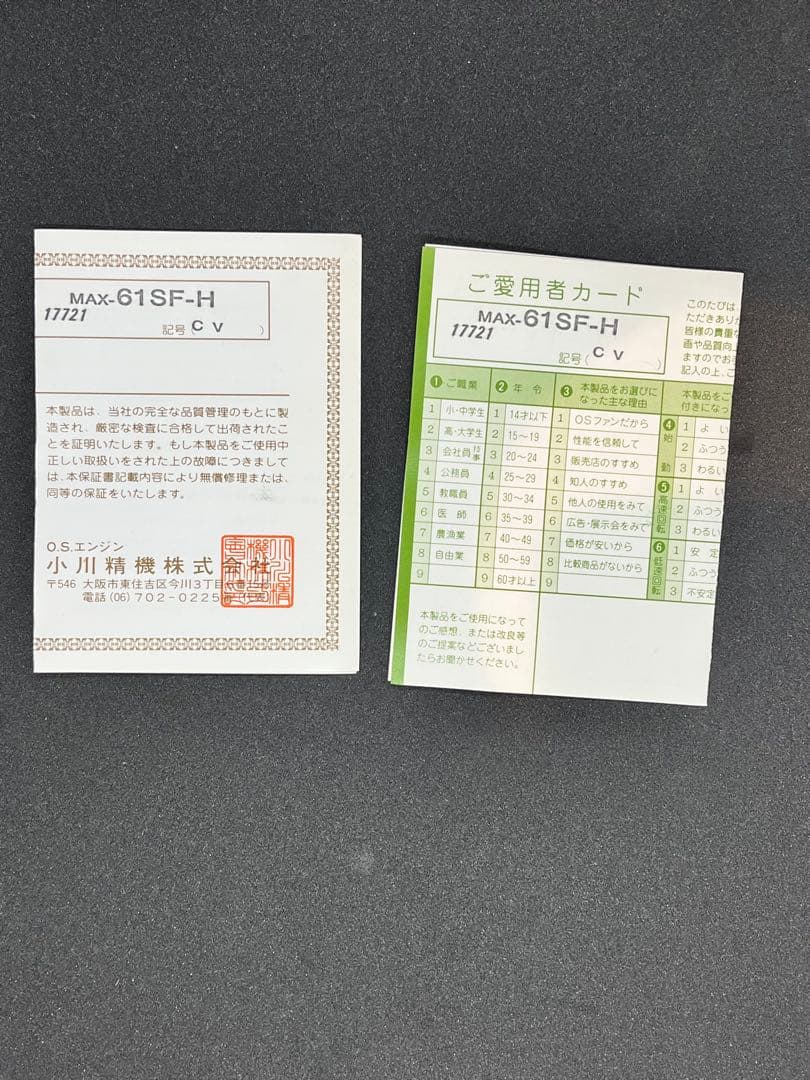 MAX-61SF-H
17721
記号 C V )
本製品は、当社の完全な品質管理のもとに製
造され、厳密な検査に合格して出荷されたこ
とを証明いたします。もし本製品をご使用中
正しい取扱いをされた上の故障につきまして
は、本保証書記載内容により無償修理または、
同等の保証をいたします。
O.S.エンジン
小川精機株式会社
〒546 大阪市東住吉区今川3丁目
電話(06)702-0225
ご愛用者カード
MAX-61SF-H
17721
記号( C V )
このたびは
ただきあり
皆様の貴重な
画や品質向上
ますのでお
記入の上、ご
❶ご職業
1 小・中学生
2 高・大学生
3 会社員
4 公務員
5 教職員
6 医師
7 農漁業
8 自由業
9
❷年令
1 14才以下
2 15〜19
3 20〜24
4 25〜29
5 30〜34
6 35〜39
7 40〜49
8 50〜59
9 60才以上
❸本製品をお選びに
なった主な理由
1 OSファンだから
2 性能を信頼して
3 販売店のすすめ
4 知人のすすめ
5 他人の使用をみて
6 広告・展示会をみて
7 価格が安いから
8 比較商品がないから
9
本製品をご
付きになっ
❹始動
1 よい
2 ふつう
3 わるい
❺高速回転
1 よい
2 ふつう
3 わるい
❻低速回転
1 安定
2 ふつう
3 不安定
本製品をご使用になって
のご感想、または改良等
のご提案などございまし
たらお聞かせください。